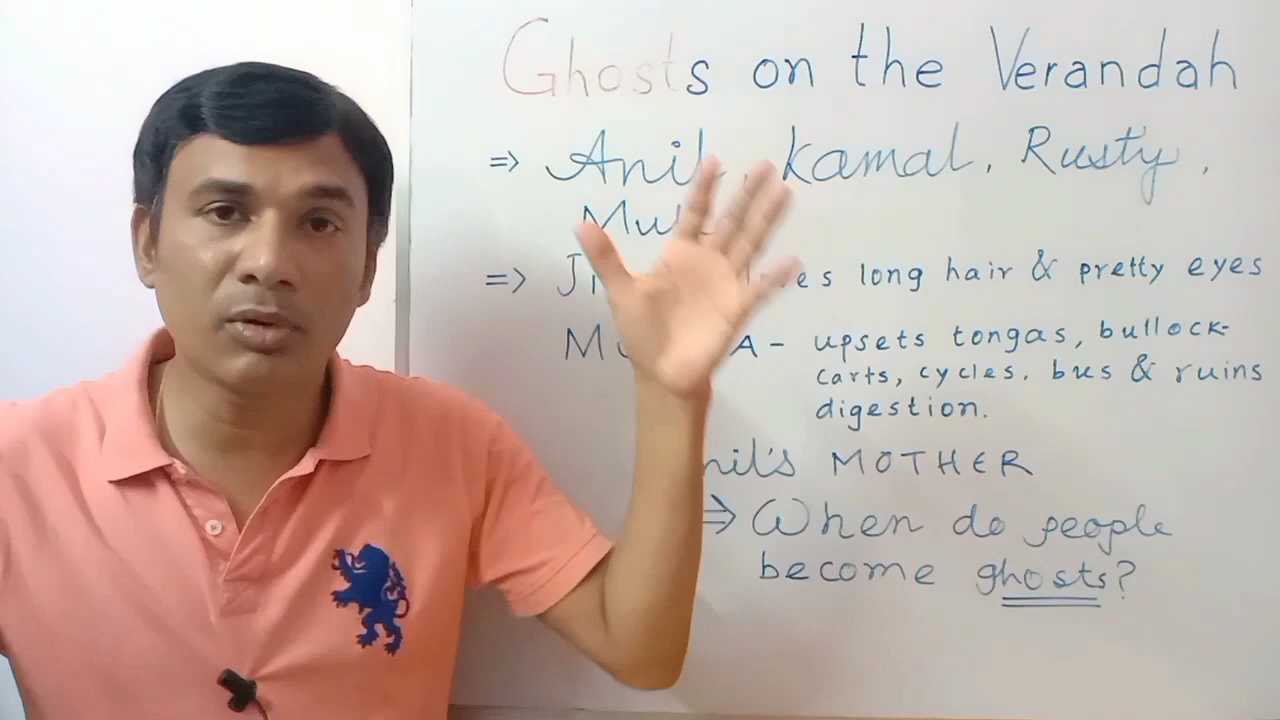 Ghosts on the Verandah
=> Anil, Kamal, Rusty,
=> long hair & pretty eyes
A - upsets tongas, bullock-
carts, cycles, bus & ruins
digestion.
MOTHER
=> When do people
become ghosts?